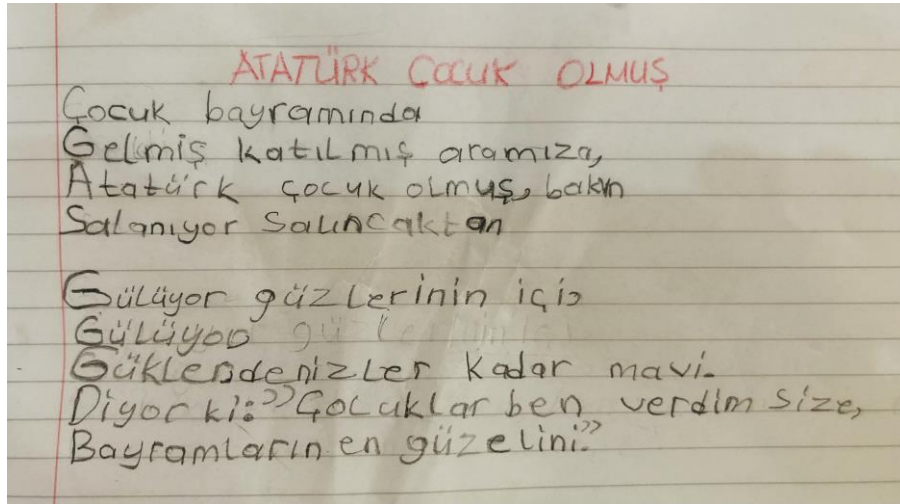 ATATÜRK ÇOCUK OLMUŞ
Çocuk bayramında
Gelmiş katılmış aramıza,
Atatürk çocuk olmuş, bakın
Salanıyor Salıncaktan
Gülüyor güzlerinin içi,
Gülüyoo
Güklerdenizler kadar mavi.
Diyor ki:"Çocuklar ben verdim size,
Bayramların en güzelini."